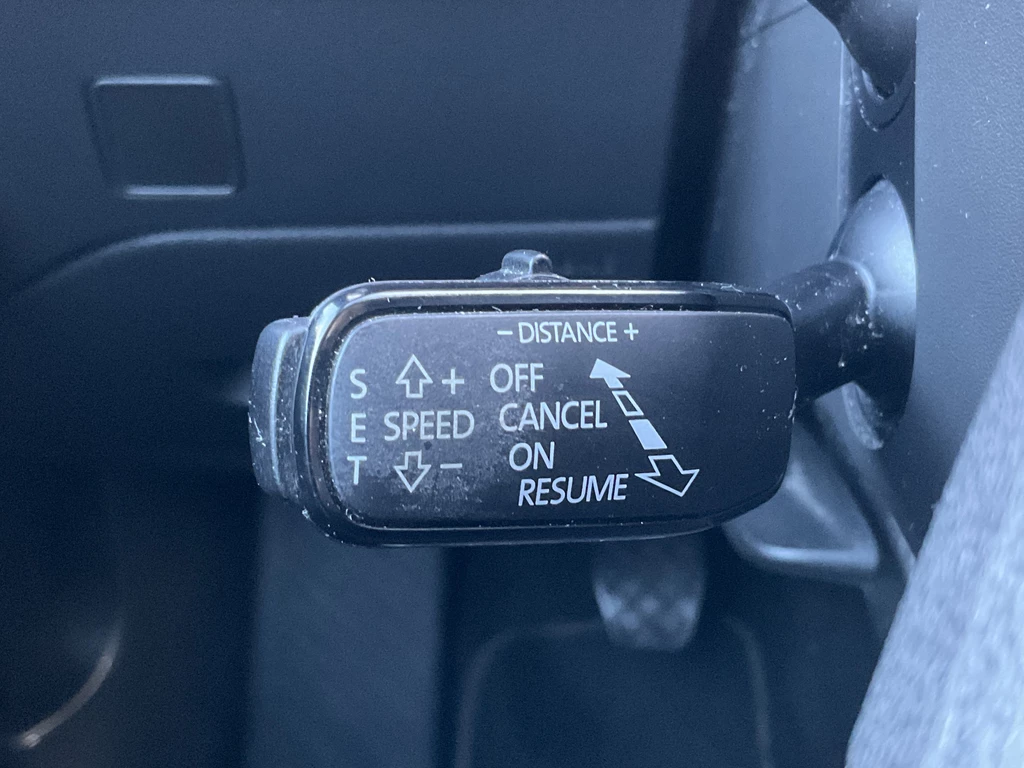 – DISTANCE +
S + OFF
E SPEED CANCEL
T – ON
RESUME